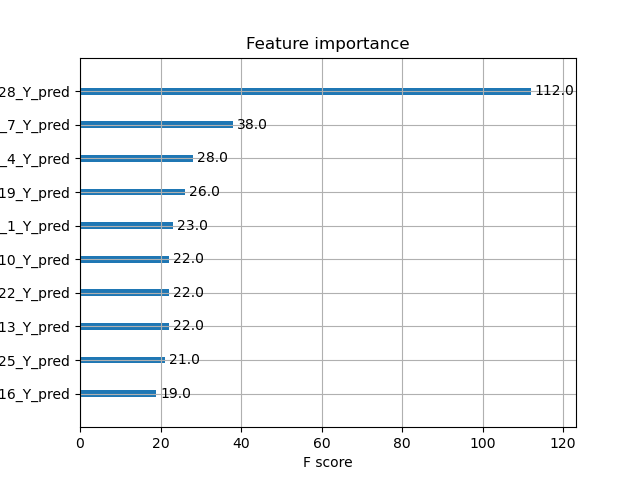 Feature importance
28_Y_pred 112.0
_7_Y_pred 38.0
_4_Y_pred 28.0
19_Y_pred 26.0
_1_Y_pred 23.0
10_Y_pred 22.0
22_Y_pred 22.0
13_Y_pred 22.0
25_Y_pred 21.0
16_Y_pred 19.0
0 20 40 60 80 100 120
F score